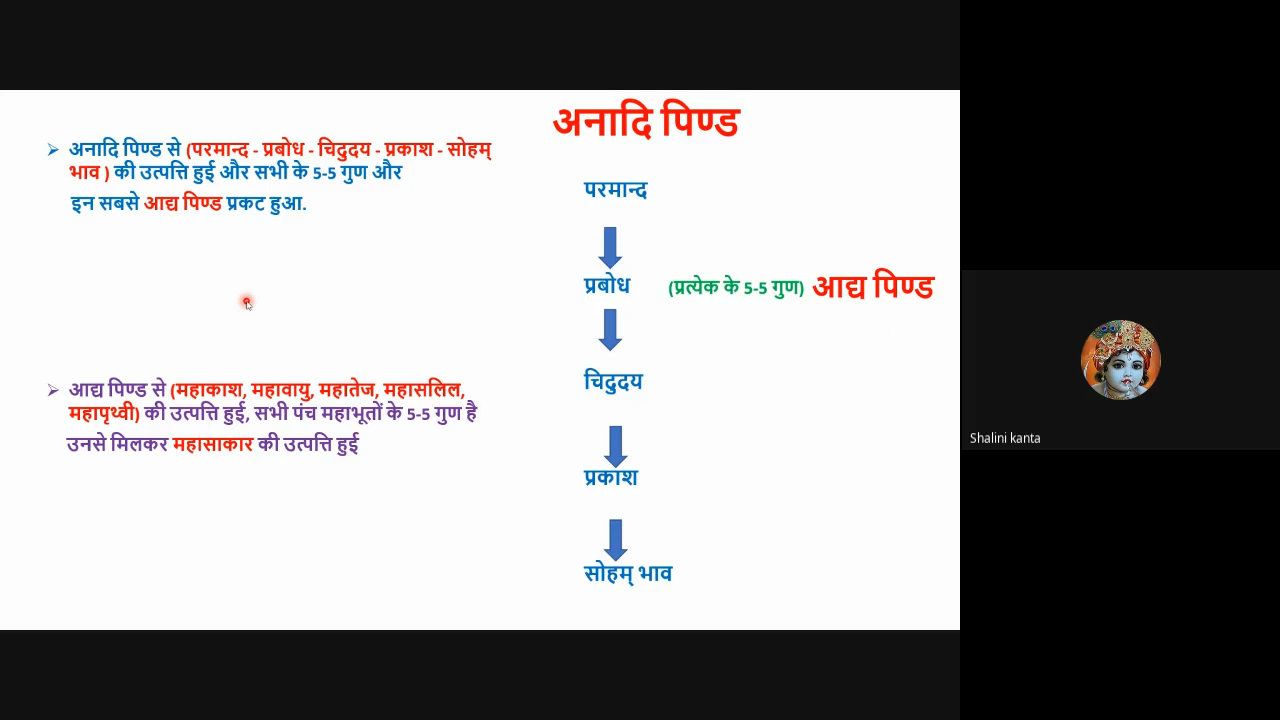 अनादि पिण्ड
➢ अनादि पिण्ड से (परमान्द - प्रबोध - चिदुदय - प्रकाश - सोहम्
भाव ) की उत्पत्ति हुई और सभी के 5-5 गुण और
इन सबसे आद्य पिण्ड प्रकट हुआ.
परमान्द
प्रबोध
(प्रत्येक के 5-5 गुण) आद्य पिण्ड
चिदुदय
➢ आद्य पिण्ड से (महाकाश, महावायु, महातेज, महासलिल,
महापृथ्वी) की उत्पत्ति हुई, सभी पंच महाभूतों के 5-5 गुण है
उनसे मिलकर महासाकार की उत्पत्ति हुई
प्रकाश
सोहम् भाव
Shalini kanta